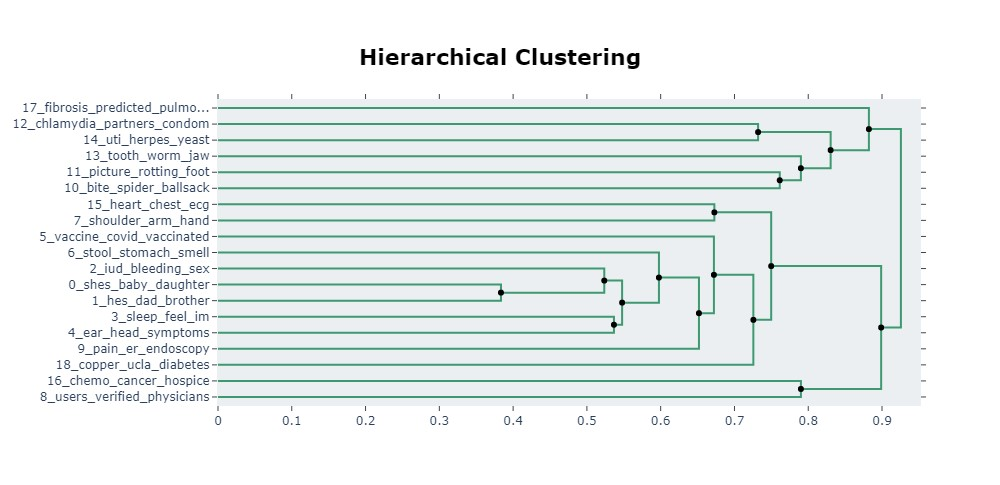 Hierarchical Clustering
17_fibrosis_predicted_pulmo...
12_chlamydia_partners_condom
14_uti_herpes_yeast
13_tooth_worm_jaw
11_picture_rotting_foot
10_bite_spider_ballsack
15_heart_chest_ecg
7_shoulder_arm_hand
5_vaccine_covid_vaccinated
6_stool_stomach_smell
2_iud_bleeding_sex
0_shes_baby_daughter
1_hes_dad_brother
3_sleep_feel_im
4_ear_head_symptoms
9_pain_er_endoscopy
18_copper_ucla_diabetes
16_chemo_cancer_hospice
8_users_verified_physicians
0 0.1 0.2 0.3 0.4 0.5 0.6 0.7 0.8 0.9